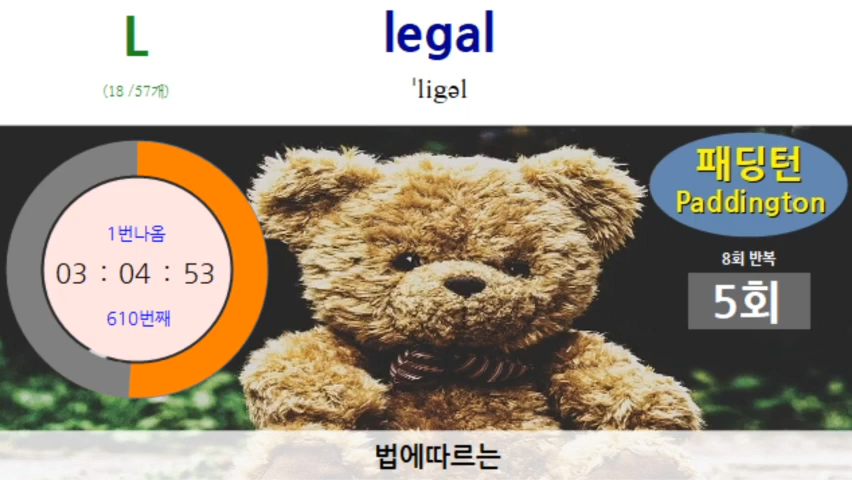 L
legal
(18 /57개)
ˈligəl
패딩턴
Paddington
1번나옴
8회 반복
03 : 04 : 53
5회
610번째
법에따르는